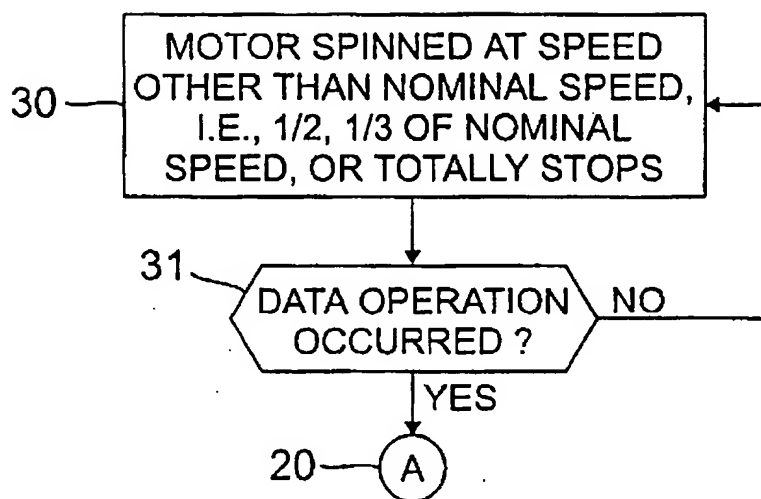 MOTOR SPINNED AT SPEED
OTHER THAN NOMINAL SPEED,
I.E., 1/2, 1/3 OF NOMINAL
SPEED, OR TOTALLY STOPS
30
31
DATA OPERATION
OCCURRED ?
NO
YES
20
A